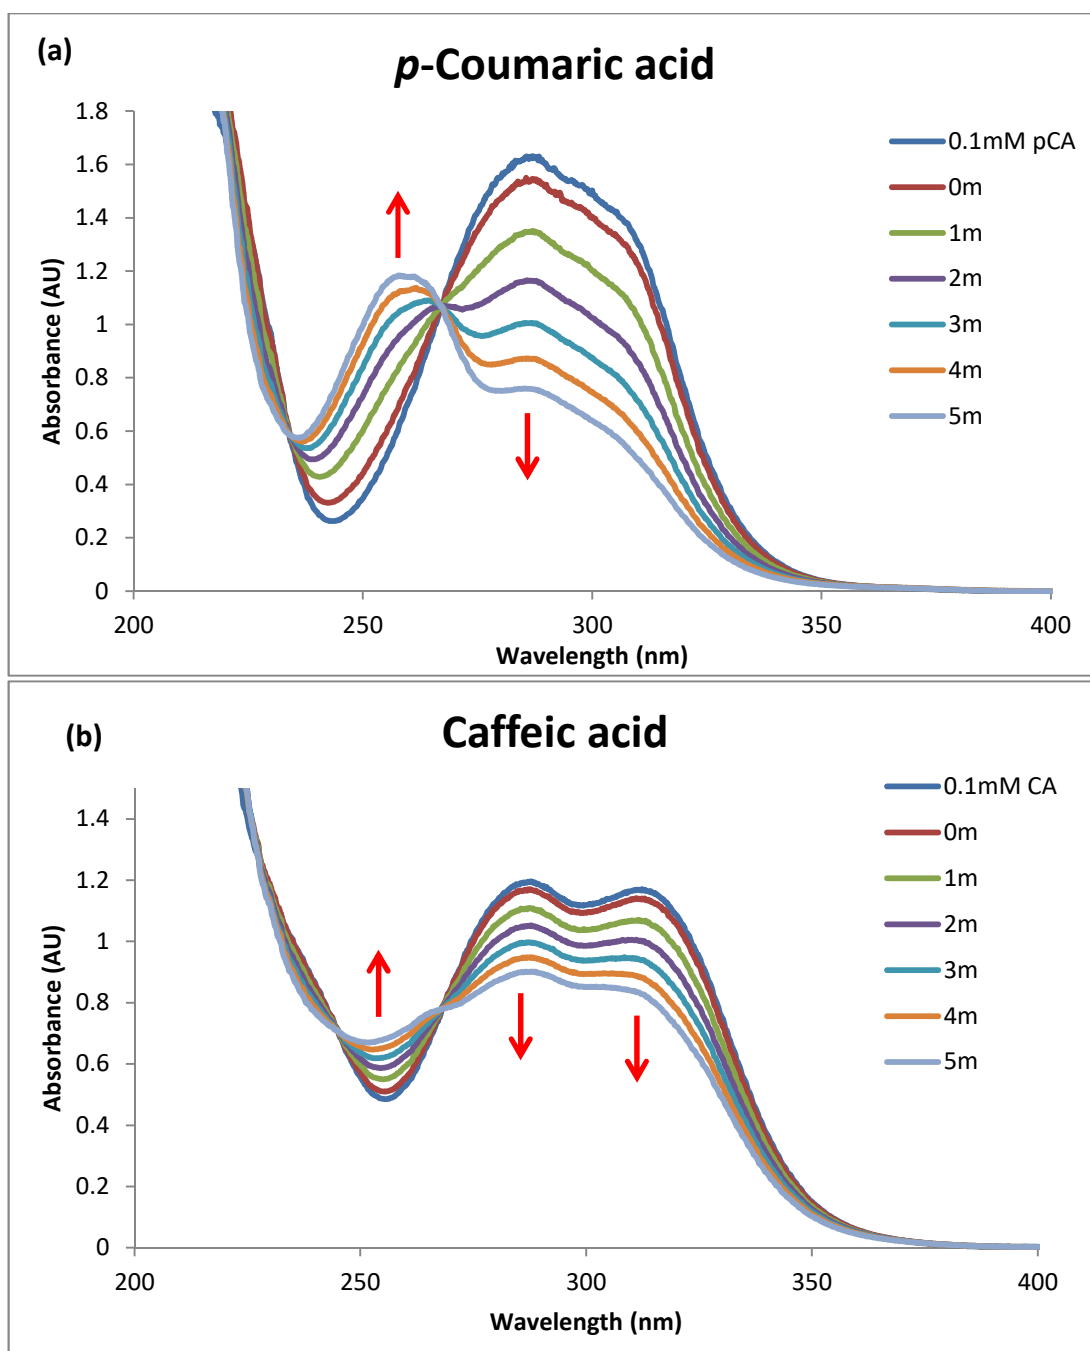 (a)
p-Coumaric acid
1.8
1.6
1.4
1.2
1
0.8
0.6
0.4
0.2
0
Absorbance (AU)
200
250
300
350
400
Wavelength (nm)
0.1mM pCA
0m
1m
2m
3m
4m
5m
(b)
Caffeic acid
1.4
1.2
1
0.8
0.6
0.4
0.2
0
Absorbance (AU)
200
250
300
350
400
Wavelength (nm)
0.1mM CA
0m
1m
2m
3m
4m
5m